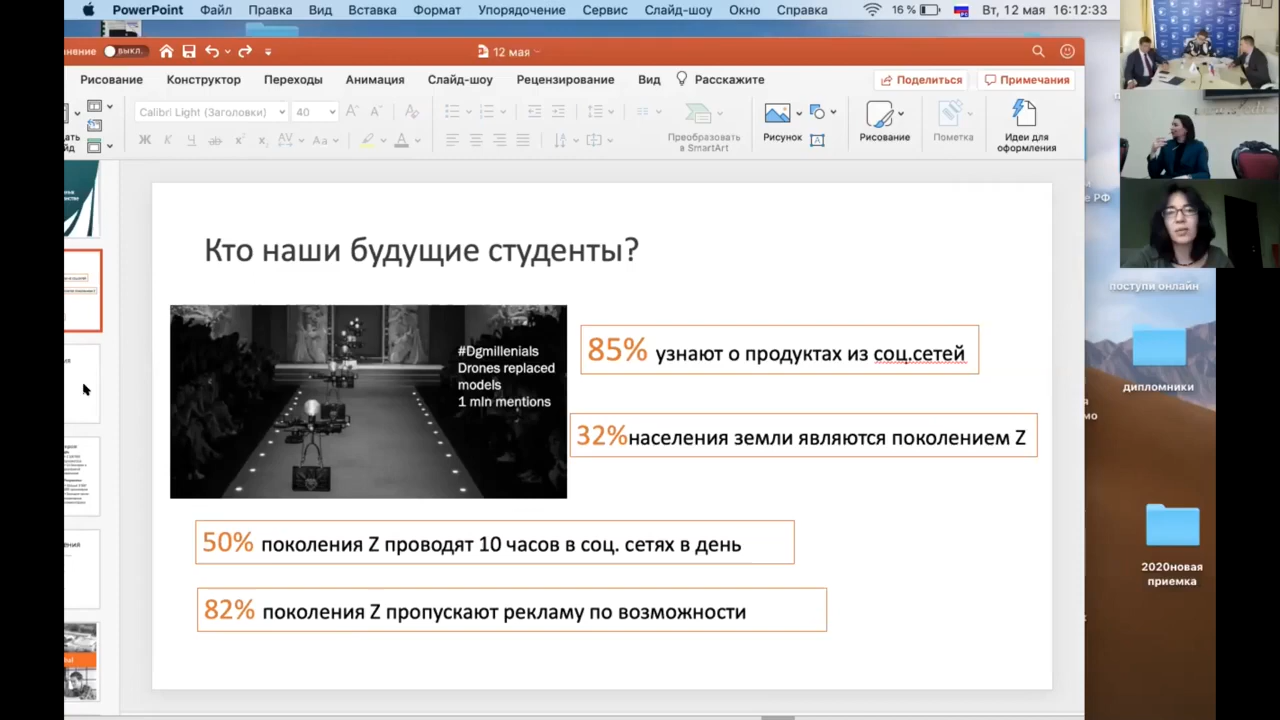 PowerPoint Файл Правка Вид Вставка Формат Упорядочение Сервис Слайд-шоу Окно Справка 16 % Вт, 12 мая 16:12:33
нение ВЫКЛ. 12 мая
Рисование Конструктор Переходы Анимация Слайд-шоу Рецензирование Вид Расскажите Поделиться Примечания
Calibri Light (Заголовки) 40
Преобразовать
в SmartArt
Рисунок
Рисование
Пометка
Идеи для
оформления
Кто наши будущие студенты?
#Dgmillenials
Drones replaced
models
1 mln mentions
85% узнают о продуктах из соц.сетей
32%населения земли являются поколением Z
50% поколения Z проводят 10 часов в соц. сетях в день
82% поколения Z пропускают рекламу по возможности
е РФ
поступи онлайн
дипломники
мо
2020новая
приемка